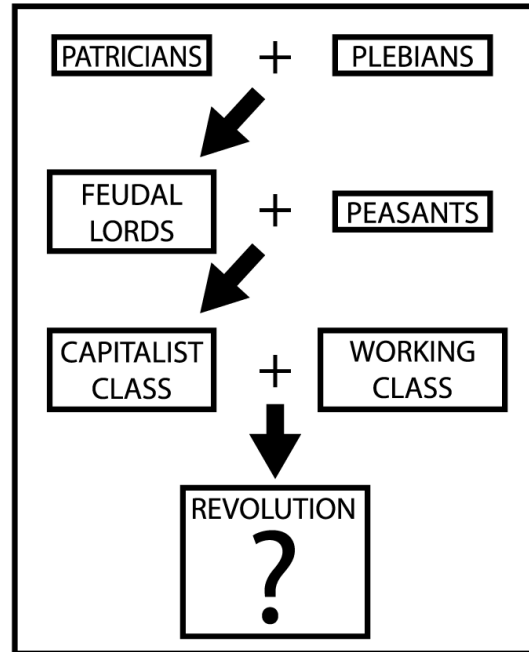 PATRICIANS + PLEBIANS
FEUDAL
LORDS
+ PEASANTS
CAPITALIST
CLASS
+ WORKING
CLASS
REVOLUTION
?